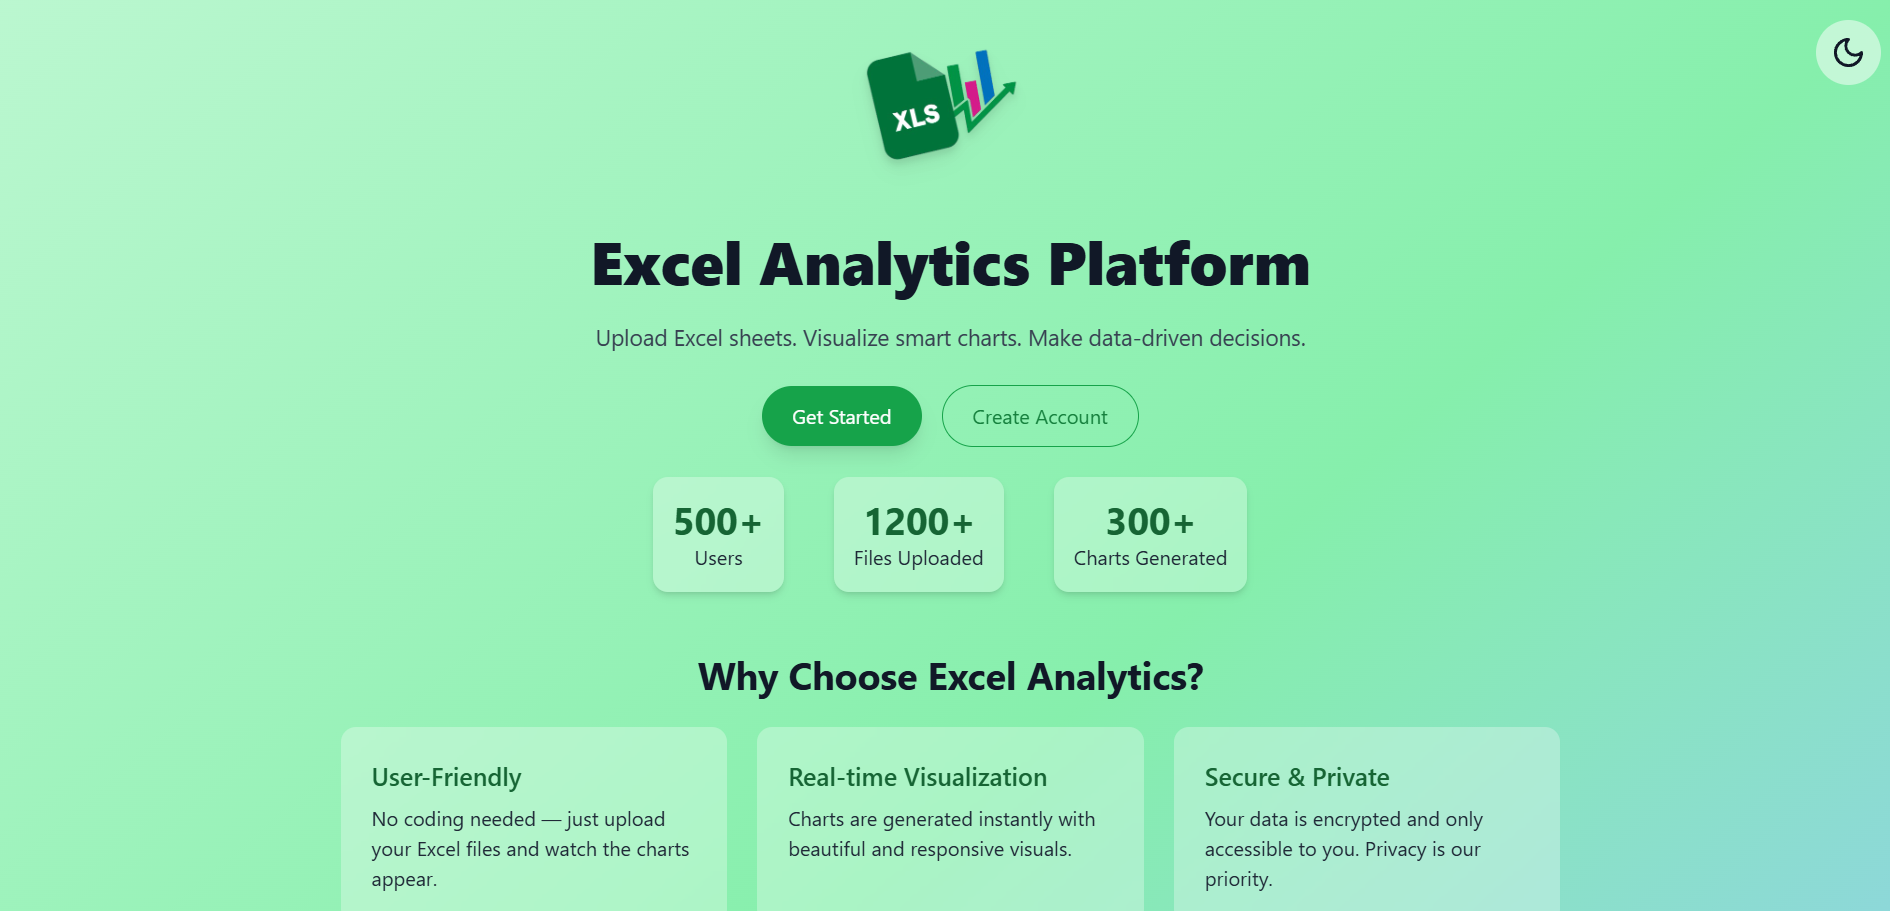 XLS
Excel Analytics Platform
Upload Excel sheets. Visualize smart charts. Make data-driven decisions.
Get Started
Create Account
500+
Users
1200+
Files Uploaded
300+
Charts Generated
Why Choose Excel Analytics?
User-Friendly
No coding needed — just upload
your Excel files and watch the charts
appear.
Real-time Visualization
Charts are generated instantly with
beautiful and responsive visuals.
Secure & Private
Your data is encrypted and only
accessible to you. Privacy is our
priority.